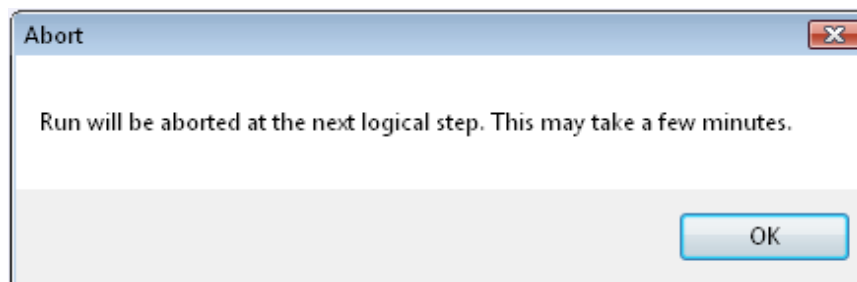 Abort
Run will be aborted at the next logical step. This may take a few minutes.
OK